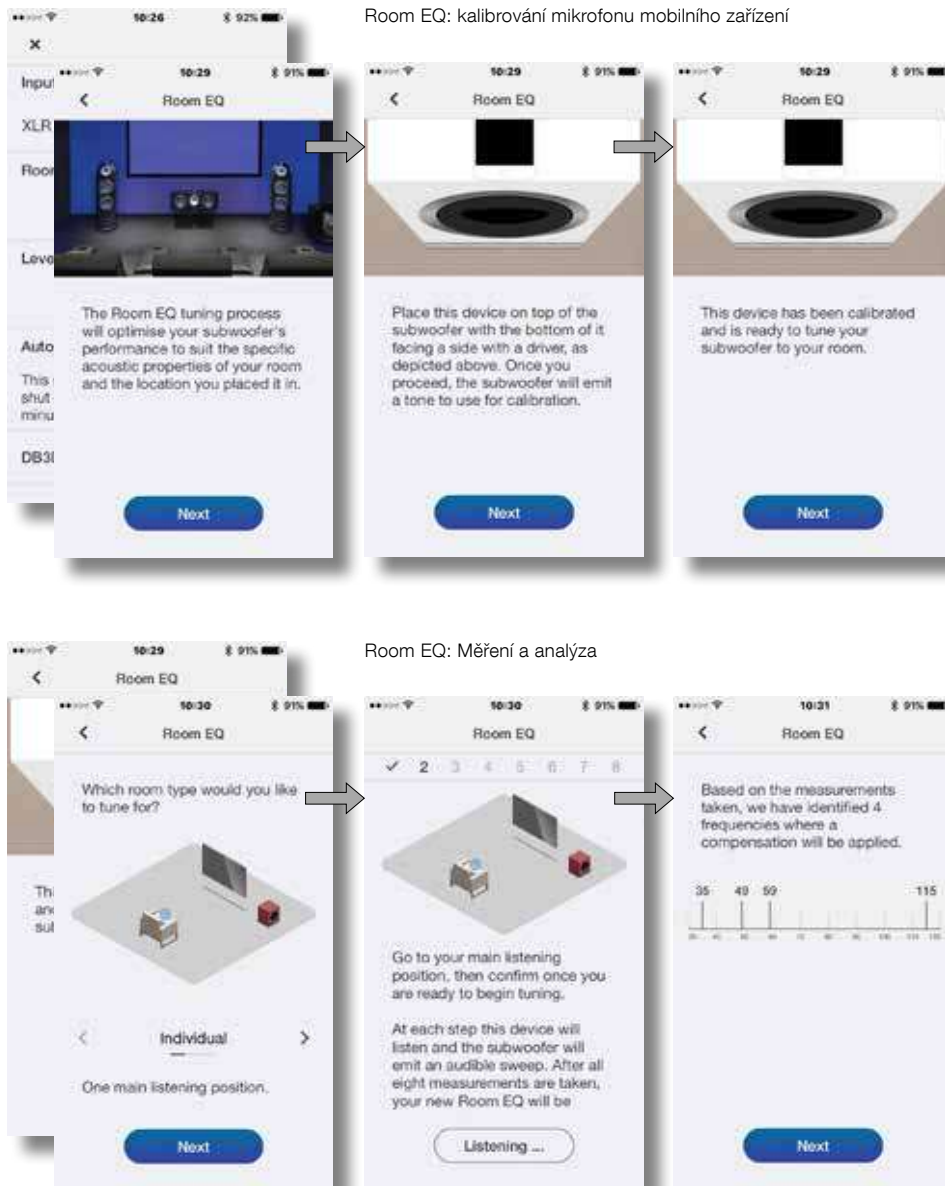 Room EQ: kalibrování mikrofonu mobilního zařízení
10:26 92%
Input
XLR
Room
Level
Auto
This
shut
minu
DB3D
10:29 91%
Room EQ
The Room EQ tuning process
will optimise your subwoofer's
performance to suit the specific
acoustic properties of your room
and the location you placed it in.
Next
10:29 91%
Room EQ
Place this device on top of the
subwoofer with the bottom of it
facing a side with a driver, as
depicted above. Once you
proceed, the subwoofer will emit
a tone to use for calibration.
Next
10:29 91%
Room EQ
This device has been calibrated
and is ready to tune your
subwoofer to your room.
Next
Room EQ: Měření a analýza
10:29 91%
Room EQ
Th
and
sub
10:30 91%
Room EQ
Which room type would you like
to tune for?
Individual
One main listening position.
Next
10:30 91%
Room EQ
2 3 4 5 6 7 8
Go to your main listening
position, then confirm once you
are ready to begin tuning.
At each step this device will
listen and the subwoofer will
emit an audible sweep. After all
eight measurements are taken,
your new Room EQ will be
Listening ...
10:31 91%
Room EQ
Based on the measurements
taken, we have identified 4
frequencies where a
compensation will be applied.
35 49 59 115
Next